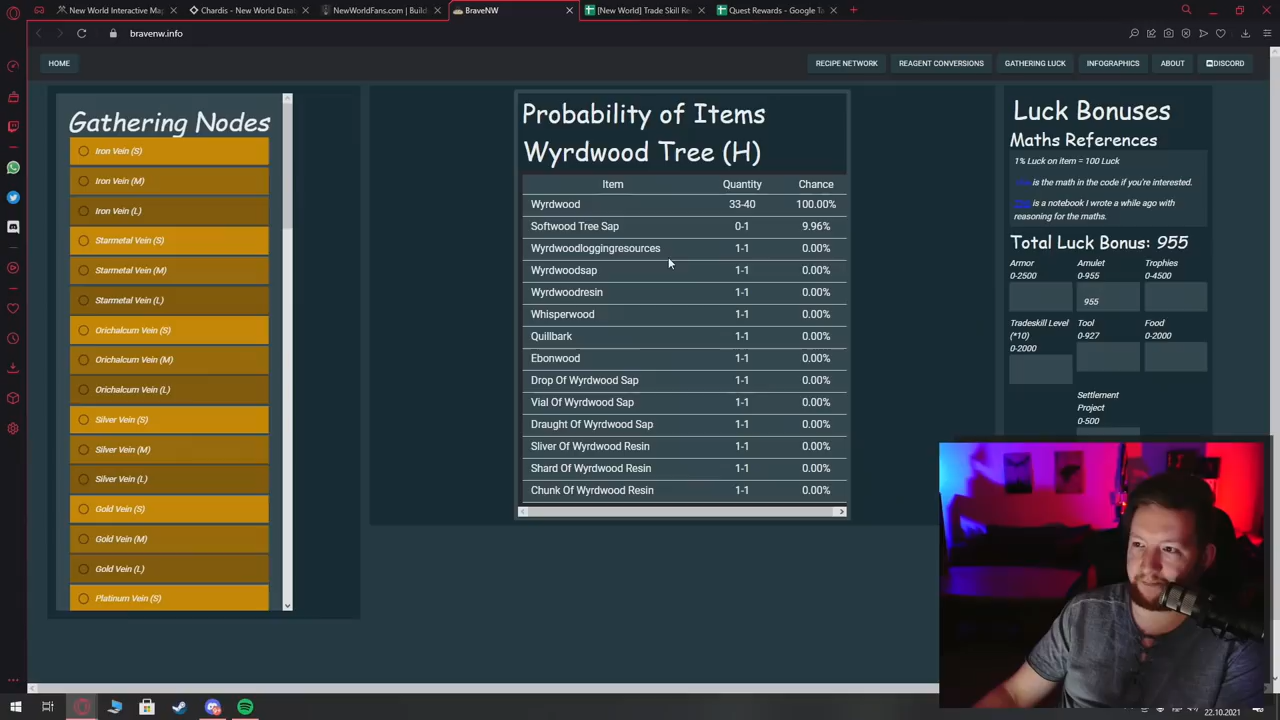 New World Interactive Ma
Chardis - New World Data
NewWorldFans.com | Build
BraveNW
[New World] Trade Skill Re
Quest Rewards - Google Ta
bravenw.info
HOME
RECIPE NETWORK
REAGENT CONVERSIONS
GATHERING LUCK
INFOGRAPHICS
ABOUT
DISCORD
Gathering Nodes
Iron Vein (S)
Iron Vein (M)
Iron Vein (L)
Starmetal Vein (S)
Starmetal Vein (M)
Starmetal Vein (L)
Orichalcum Vein (S)
Orichalcum Vein (M)
Orichalcum Vein (L)
Silver Vein (S)
Silver Vein (M)
Silver Vein (L)
Gold Vein (S)
Gold Vein (M)
Gold Vein (L)
Platinum Vein (S)
Probability of Items
Wyrdwood Tree (H)
Item Quantity Chance
Wyrdwood 33-40 100.00%
Softwood Tree Sap 0-1 9.96%
Wyrdwoodloggingresources 1-1 0.00%
Wyrdwoodsap 1-1 0.00%
Wyrdwoodresin 1-1 0.00%
Whisperwood 1-1 0.00%
Quillbark 1-1 0.00%
Ebonwood 1-1 0.00%
Drop Of Wyrdwood Sap 1-1 0.00%
Vial Of Wyrdwood Sap 1-1 0.00%
Draught Of Wyrdwood Sap 1-1 0.00%
Sliver Of Wyrdwood Resin 1-1 0.00%
Shard Of Wyrdwood Resin 1-1 0.00%
Chunk Of Wyrdwood Resin 1-1 0.00%
Luck Bonuses
Maths References
1% Luck on item = 100 Luck
is the math in the code if you're interested.
is a notebook I wrote a while ago with
reasoning for the maths.
Total Luck Bonus: 955
Armor
0-2500
Amulet
0-955
955
Trophies
0-4500
Tradeskill Level
(*10)
0-2000
Tool
0-927
Food
0-2000
Settlement
Project
0-500
22.10.2021